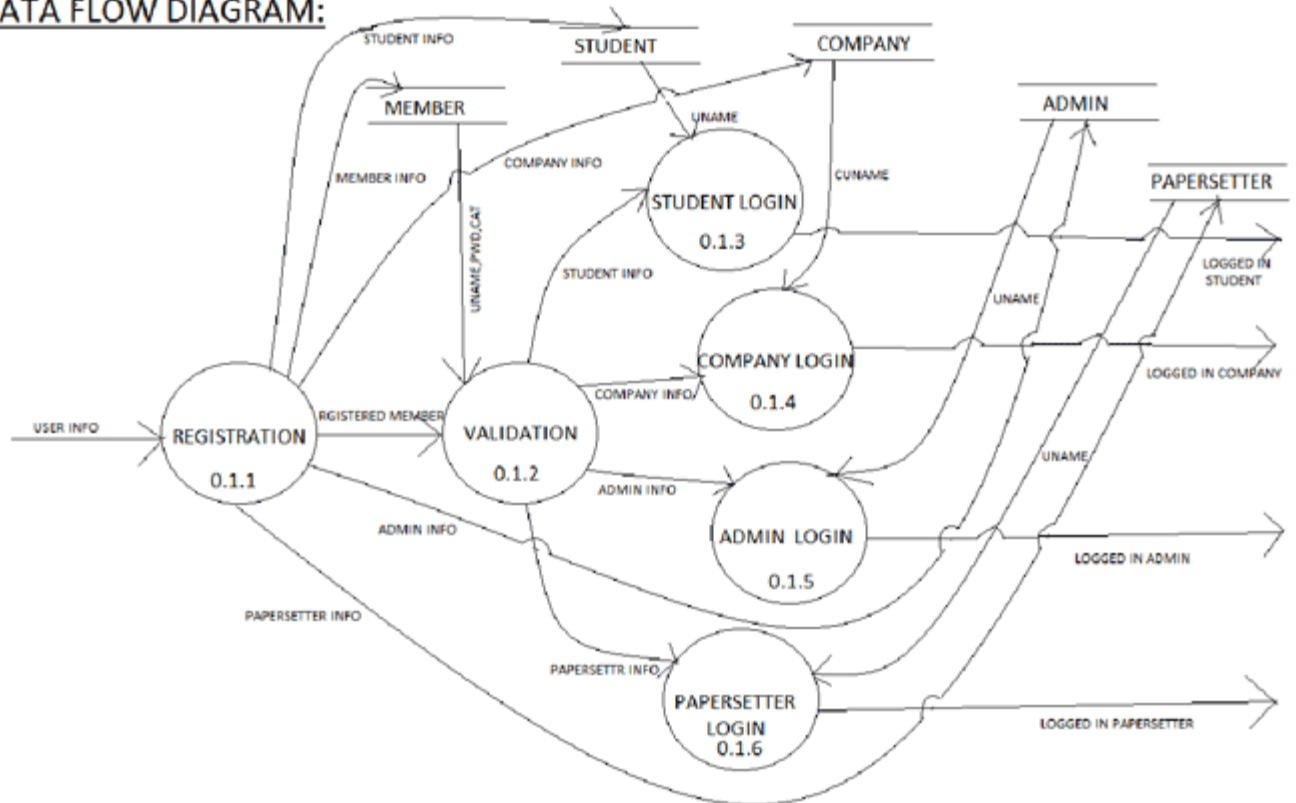 ATA FLOW DIAGRAM:
STUDENT INFO
STUDENT
COMPANY
MEMBER
ADMIN
UNAME
COMPANY INFO
MEMBER INFO
CUNAME
PAPERSETTER
STUDENT LOGIN
0.1.3
UNAME,PWD,CAT
STUDENT INFO
LOGGED IN
STUDENT
UNAME
COMPANY LOGIN
0.1.4
LOGGED IN COMPANY
COMPANY INFO
USER INFO
REGISTRATION
0.1.1
RGISTERED MEMBER
VALIDATION
0.1.2
UNAME
ADMIN INFO
ADMIN INFO
ADMIN LOGIN
0.1.5
LOGGED IN ADMIN
PAPERSETTER INFO
PAPERSETTR INFO
PAPERSETTER
LOGIN
0.1.6
LOGGED IN PAPERSETTER